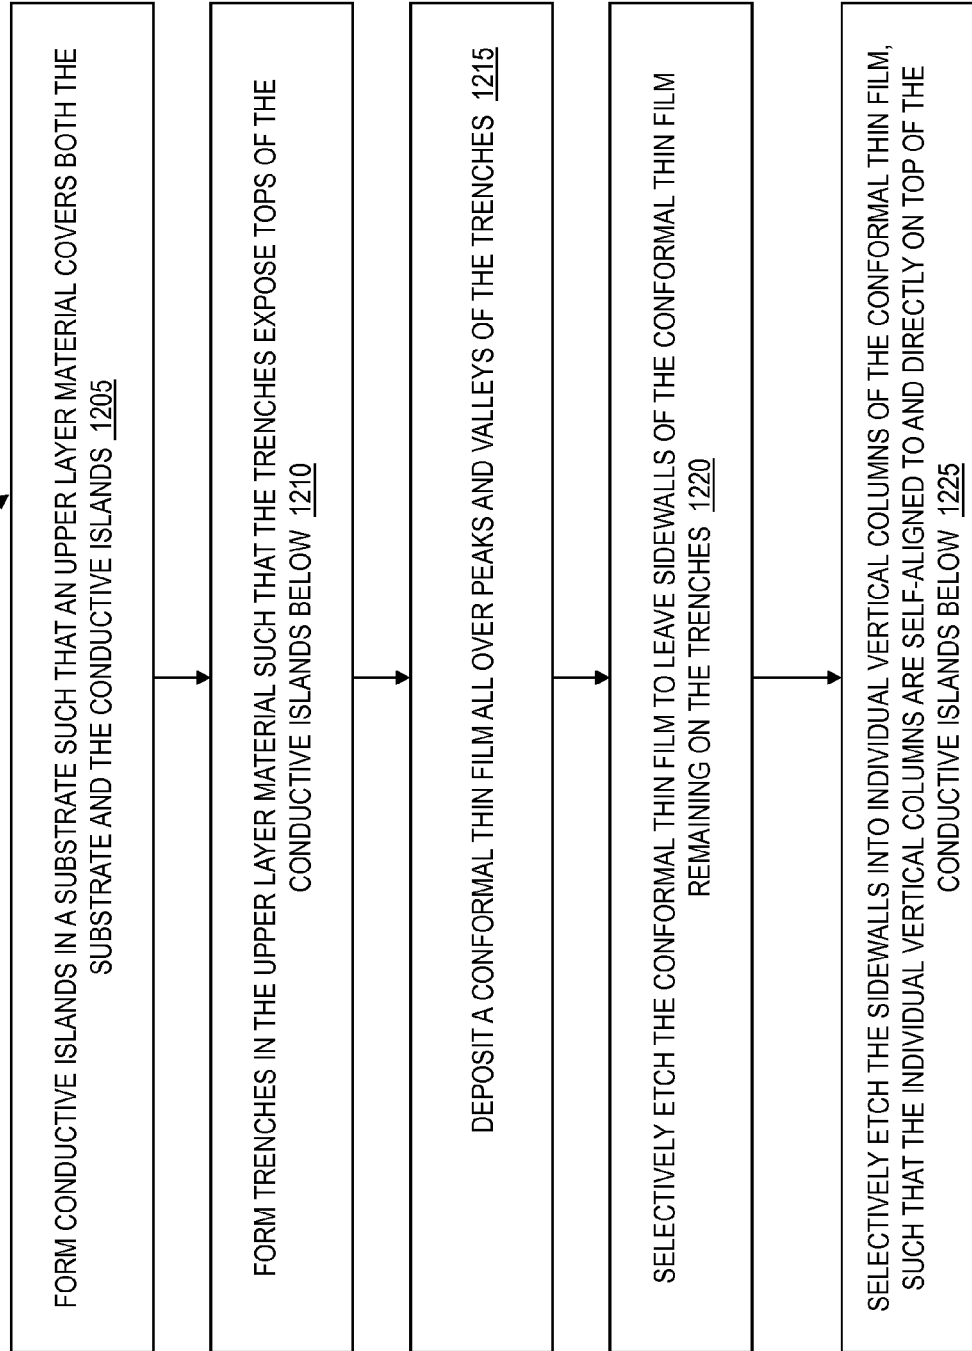 FORM CONDUCTIVE ISLANDS IN A SUBSTRATE SUCH THAT AN UPPER LAYER MATERIAL COVERS BOTH THE
SUBSTRATE AND THE CONDUCTIVE ISLANDS 1205
FORM TRENCHES IN THE UPPER LAYER MATERIAL SUCH THAT THE TRENCHES EXPOSE TOPS OF THE
CONDUCTIVE ISLANDS BELOW 1210
DEPOSIT A CONFORMAL THIN FILM ALL OVER PEAKS AND VALLEYS OF THE TRENCHES 1215
SELECTIVELY ETCH THE CONFORMAL THIN FILM TO LEAVE SIDEWALLS OF THE CONFORMAL THIN FILM
REMAINING ON THE TRENCHES 1220
SELECTIVELY ETCH THE SIDEWALLS INTO INDIVIDUAL VERTICAL COLUMNS OF THE CONFORMAL THIN FILM,
SUCH THAT THE INDIVIDUAL VERTICAL COLUMNS ARE SELF-ALIGNED TO AND DIRECTLY ON TOP OF THE
CONDUCTIVE ISLANDS BELOW 1225